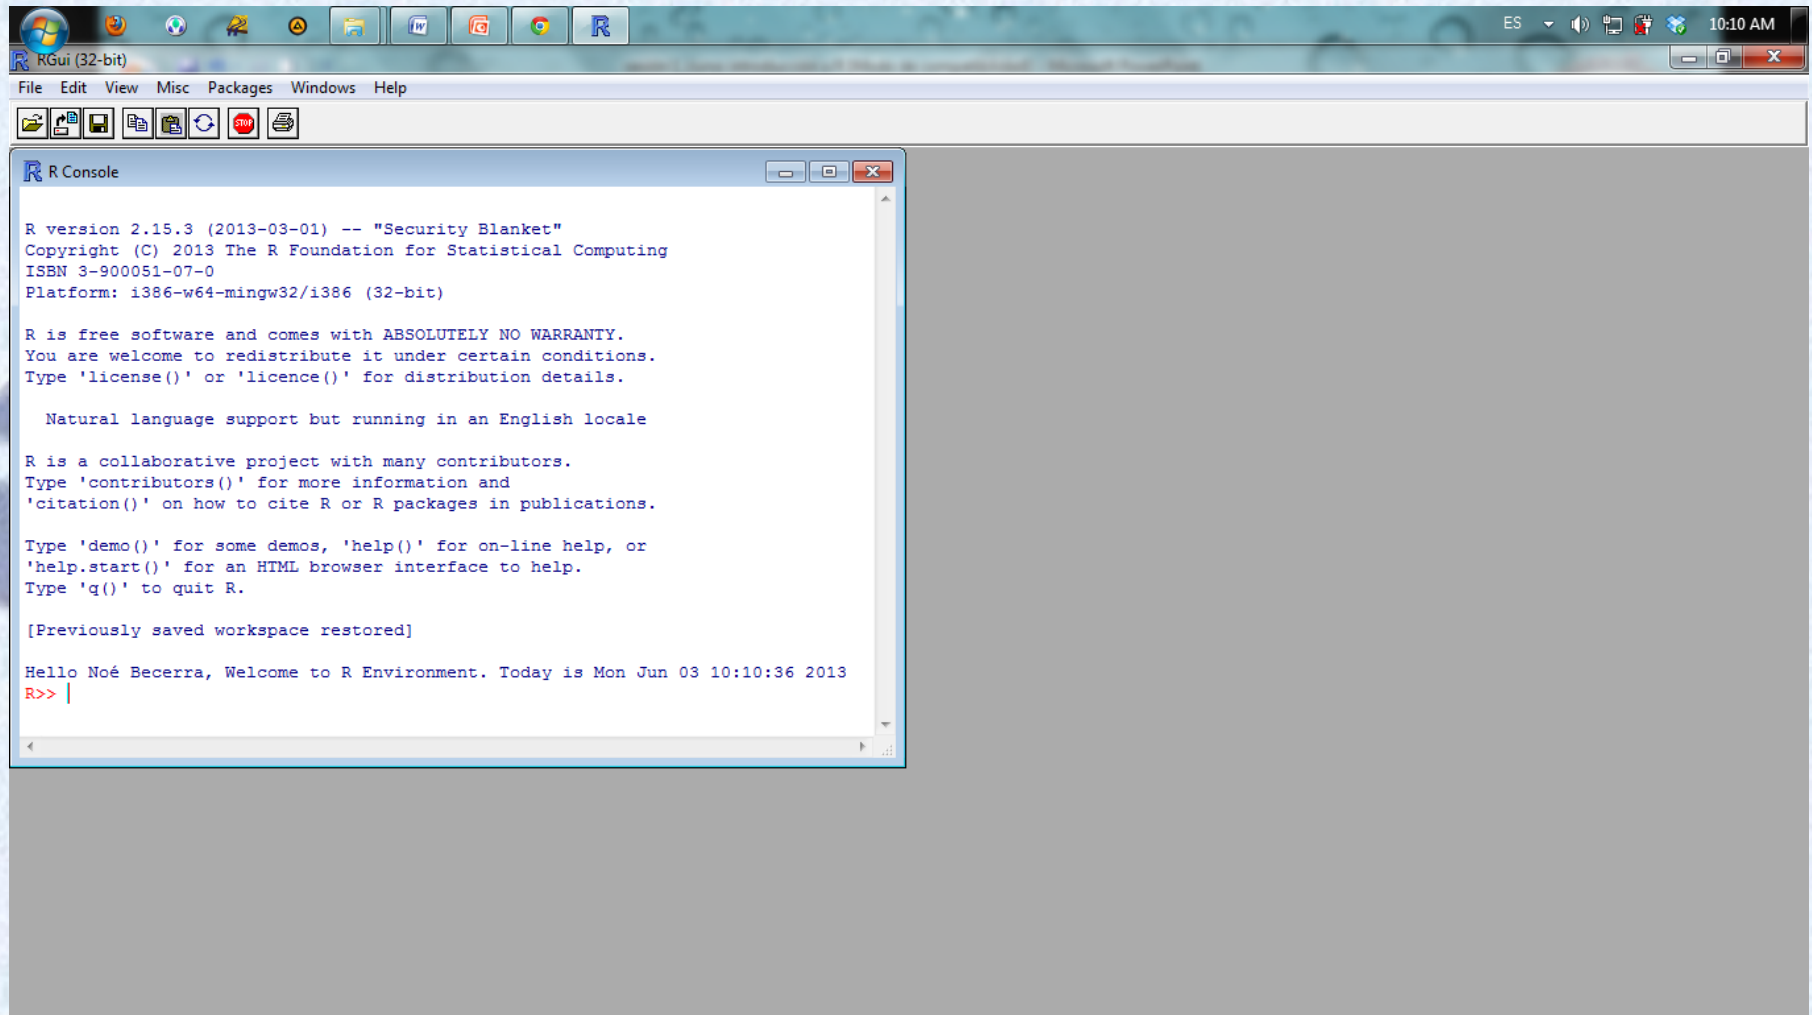 ES
10:10 AM
RGui (32-bit)
File Edit View Misc Packages Windows Help
STOP
R Console
R version 2.15.3 (2013-03-01) -- "Security Blanket"
Copyright (C) 2013 The R Foundation for Statistical Computing
ISBN 3-900051-07-0
Platform: i386-w64-mingw32/i386 (32-bit)
R is free software and comes with ABSOLUTELY NO WARRANTY.
You are welcome to redistribute it under certain conditions.
Type 'license()' or 'licence()' for distribution details.
Natural language support but running in an English locale
R is a collaborative project with many contributors.
Type 'contributors()' for more information and
'citation()' on how to cite R or R packages in publications.
Type 'demo()' for some demos, 'help()' for on-line help, or
'help.start()' for an HTML browser interface to help.
Type 'q()' to quit R.
[Previously saved workspace restored]
Hello Noé Becerra, Welcome to R Environment. Today is Mon Jun 03 10:10:36 2013
R>>